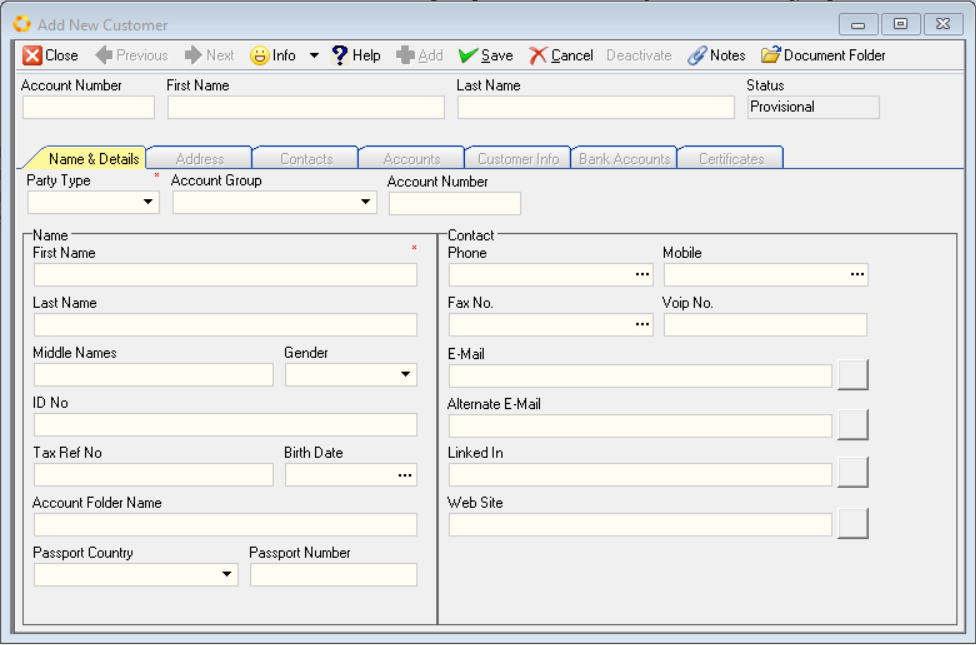 Add New Customer
Close Previous Next Info Help Add Save Cancel Deactivate Notes Document Folder
Account Number First Name Last Name Status
Provisional
Name & Details Address Contacts Accounts Customer Info Bank Accounts Certificates
Party Type * Account Group Account Number
Name Contact
First Name * Phone Mobile
Last Name Fax No. Voip No.
Middle Names Gender E-Mail
ID No Alternate E-Mail
Tax Ref No Birth Date Linked In
Account Folder Name Web Site
Passport Country Passport Number